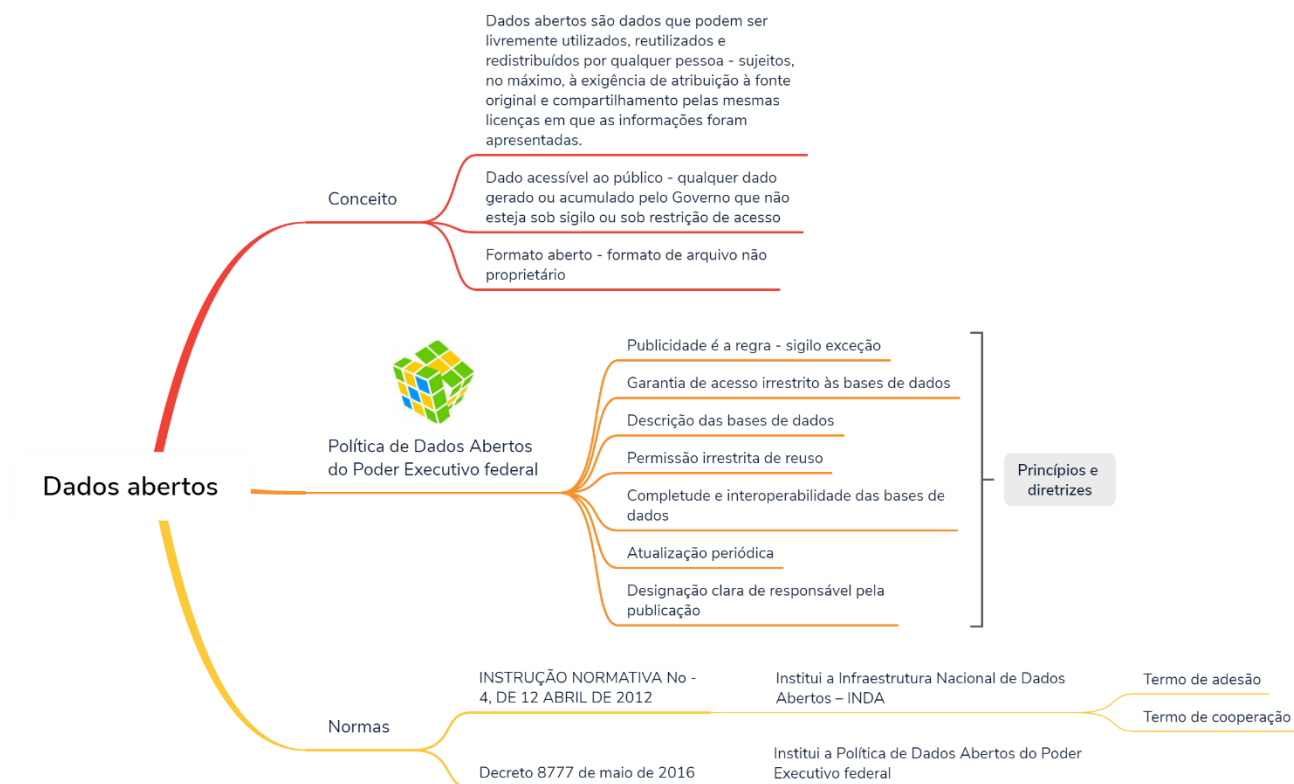 Dados abertos são dados que podem ser
livremente utilizados, reutilizados e
redistribuídos por qualquer pessoa - sujeitos,
no máximo, à exigência de atribuição à fonte
original e compartilhamento pelas mesmas
licenças em que as informações foram
apresentadas.
Conceito
Dado acessível ao público - qualquer dado
gerado ou acumulado pelo Governo que não
esteja sob sigilo ou sob restrição de acesso
Formato aberto - formato de arquivo não
proprietário
Dados abertos
Política de Dados Abertos
do Poder Executivo federal
Publicidade é a regra - sigilo exceção
Garantia de acesso irrestrito às bases de dados
Descrição das bases de dados
Permissão irrestrita de reuso
Completude e interoperabilidade das bases de
dados
Atualização periódica
Designação clara de responsável pela
publicação
Princípios e
diretrizes
Normas
INSTRUÇÃO NORMATIVA No -
4, DE 12 ABRIL DE 2012
Institui a Infraestrutura Nacional de Dados
Abertos – INDA
Termo de adesão
Termo de cooperação
Decreto 8777 de maio de 2016
Institui a Política de Dados Abertos do Poder
Executivo federal